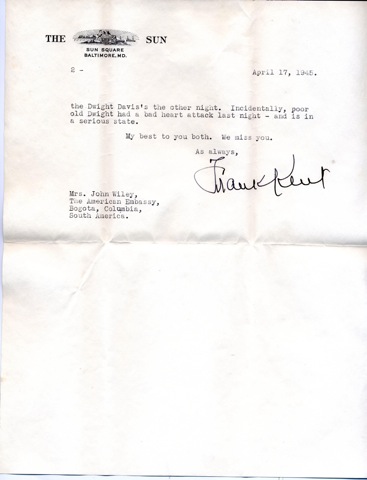 THE SUN
SUN SQUARE
BALTIMORE, MD.
2 - April 17, 1945.
the Dwight Davis's the other night. Incidentally, poor
old Dwight had a bad heart attack last night - and is in
a serious state.
My best to you both. We miss you.
As always,
Frank Kent
Mrs. John Wiley,
The American Embassy,
Bogota, Columbia,
South America.